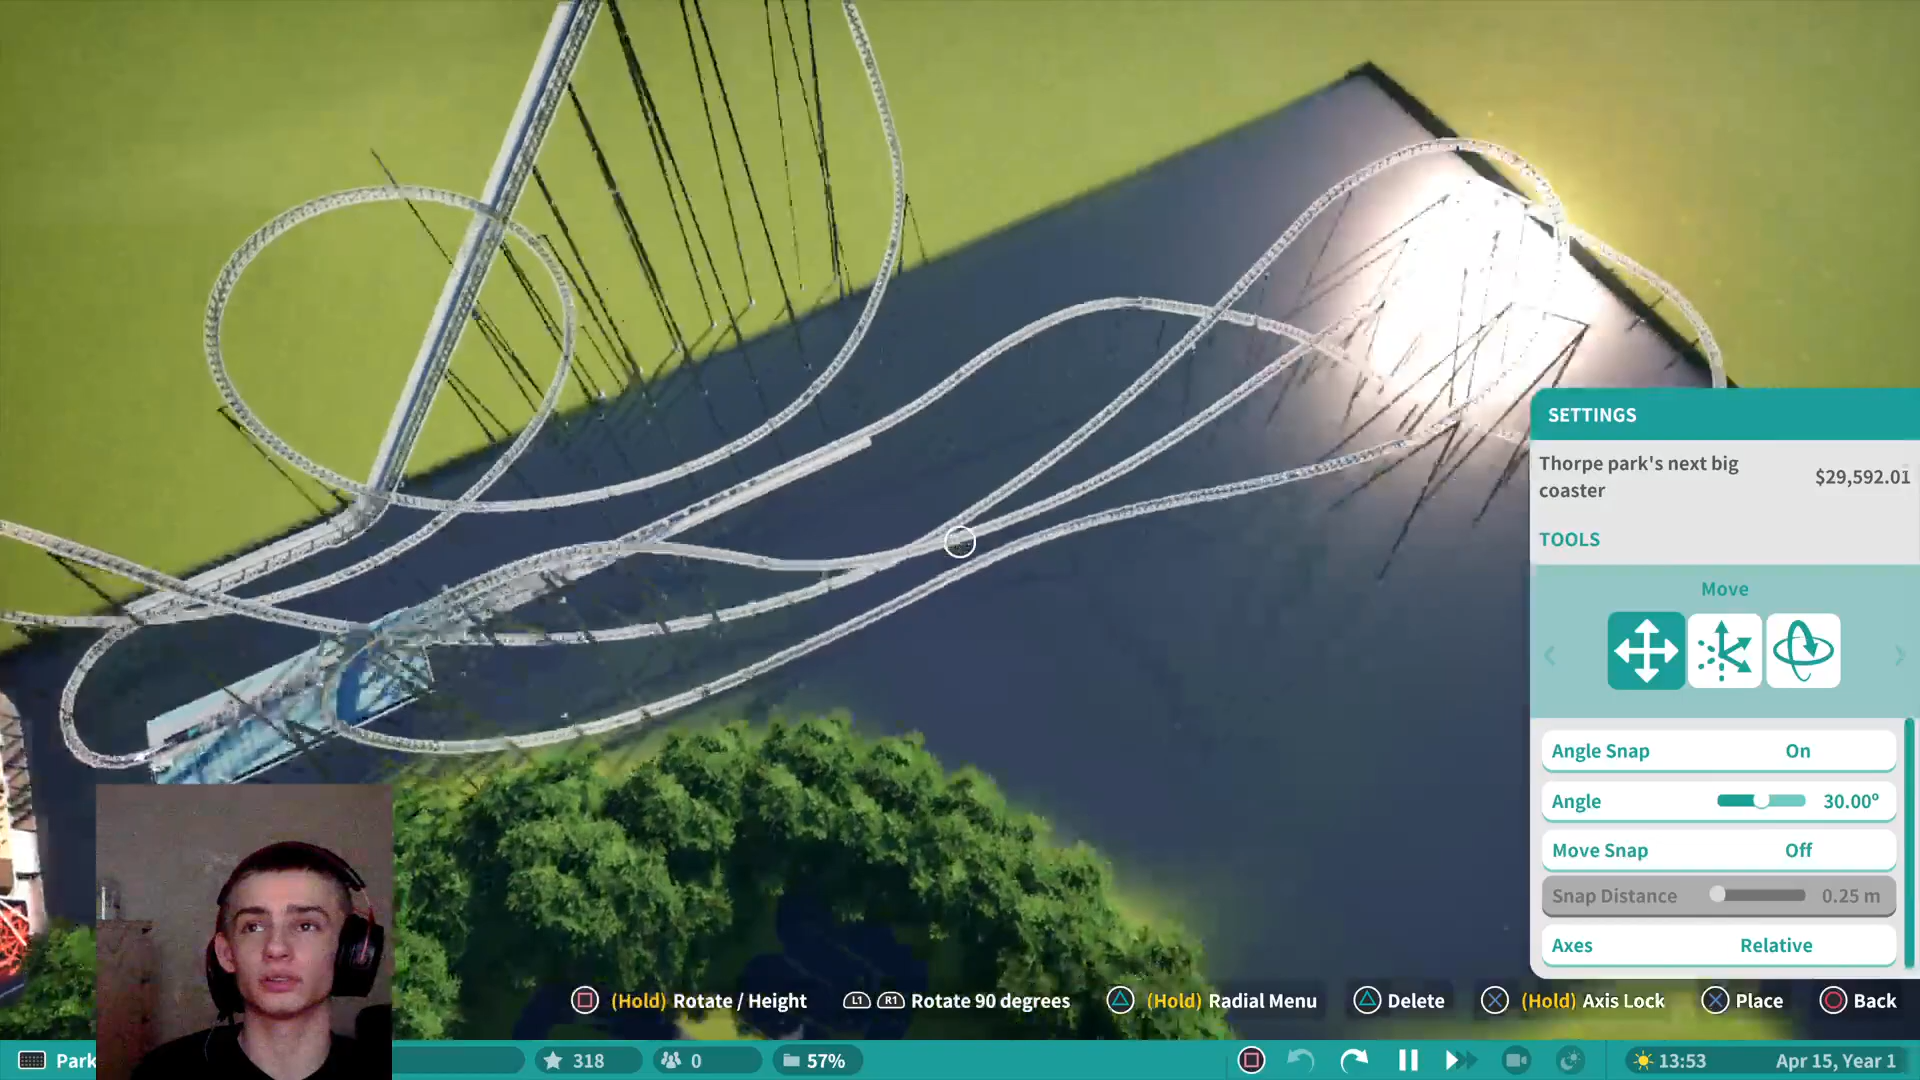 SETTINGS
Thorpe park's next big
coaster
$29,592.01
TOOLS
Move
Angle Snap On
Angle 30.00°
Move Snap Off
Snap Distance 0.25 m
Axes Relative
(Hold) Rotate / Height
L1 R1 Rotate 90 degrees
(Hold) Radial Menu
Delete
(Hold) Axis Lock
Place
Back
Park
318
0
57%
13:53
Apr 15, Year 1